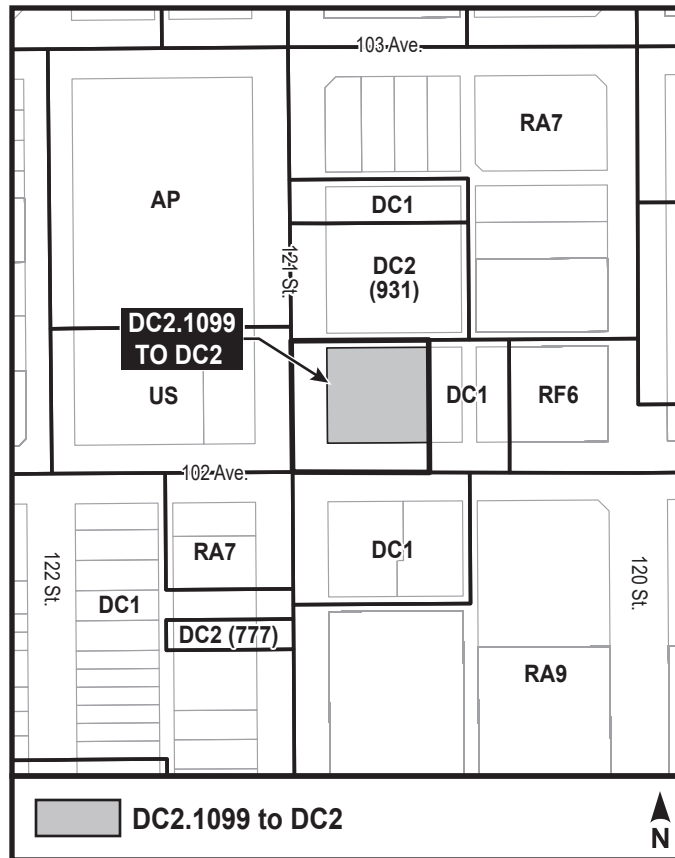 103 Ave.
RA7
AP
DC1
121 St.
DC2
(931)
DC2.1099
TO DC2
US
DC1
RF6
102 Ave.
RA7
DC1
122 St.
120 St.
DC1
DC2 (777)
RA9
DC2.1099 to DC2
N